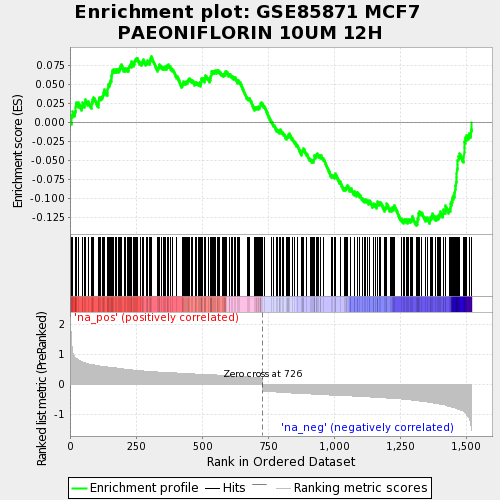 Enrichment plot: GSE85871 MCF7
PAEONIFLORIN 10UM 12H
Enrichment score (ES)
0.075
0.050
0.025
0.000
-0.025
-0.050
-0.075
-0.100
-0.125
'na_pos' (positively correlated)
Ranked list metric (PreRanked)
2
1
0
-1
Zero cross at 726
'na_neg' (negatively correlated)
0
250
500
750
1,000
1,250
1,500
Rank in Ordered Dataset
Enrichment profile
Hits
Ranking metric scores